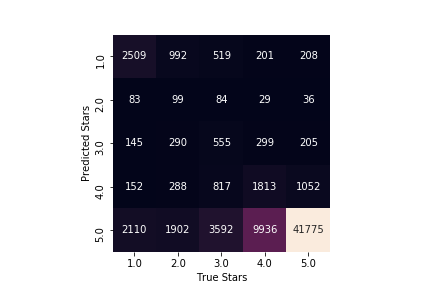 2509 992 519 201 208
83 99 84 29 36
145 290 555 299 205
152 288 817 1813 1052
2110 1902 3592 9936 41775
1.0
2.0
3.0
4.0
5.0
Predicted Stars
1.0 2.0 3.0 4.0 5.0
True Stars